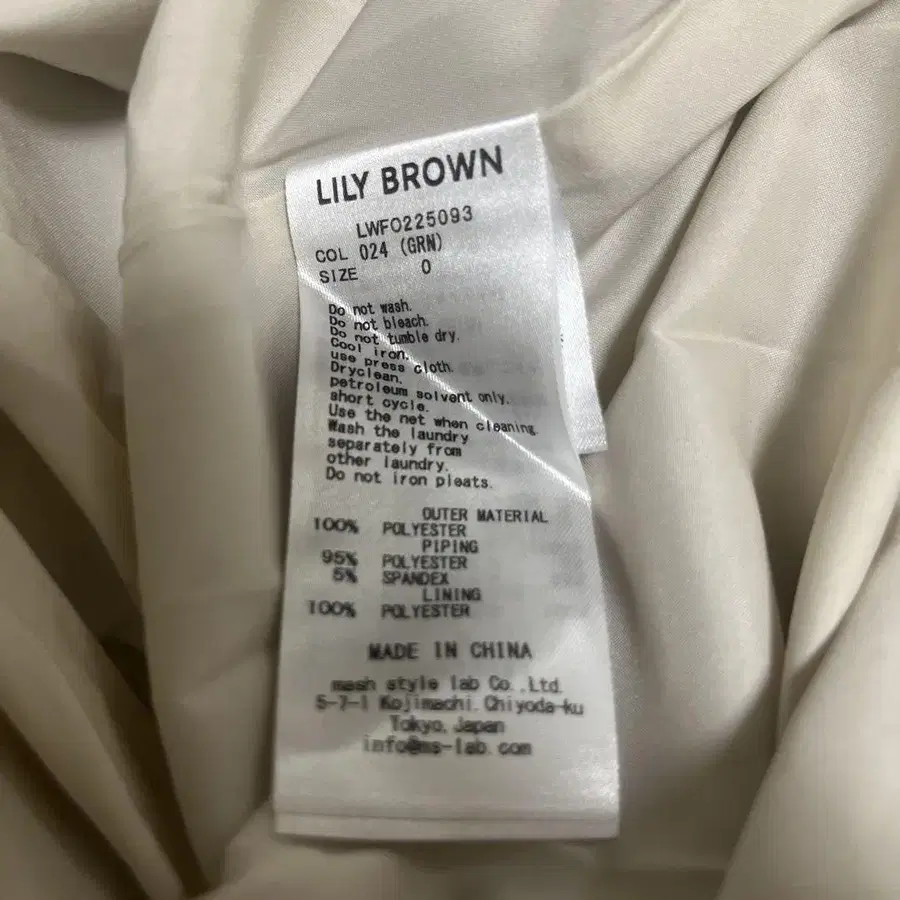 LILY BROWN
LWFO225093
COL 024 (GRN)
SIZE 0
Do not wash.
Do not bleach.
Do not tumble dry.
Cool iron.
use press cloth.
Dryclean.
petroleum solvent only.
short cycle.
Use the net when cleaning.
Wash the laundry
separately from
other laundry.
Do not iron pleats.
OUTER MATERIAL
100% POLYESTER
PIPING
95% POLYESTER
5% SPANDEX
LINING
100% POLYESTER
MADE IN CHINA
mash style lab Co.,Ltd.
5-7-1 Kojimachi.Chiyoda-ku
Tokyo,Japan
info@ms-lab.com